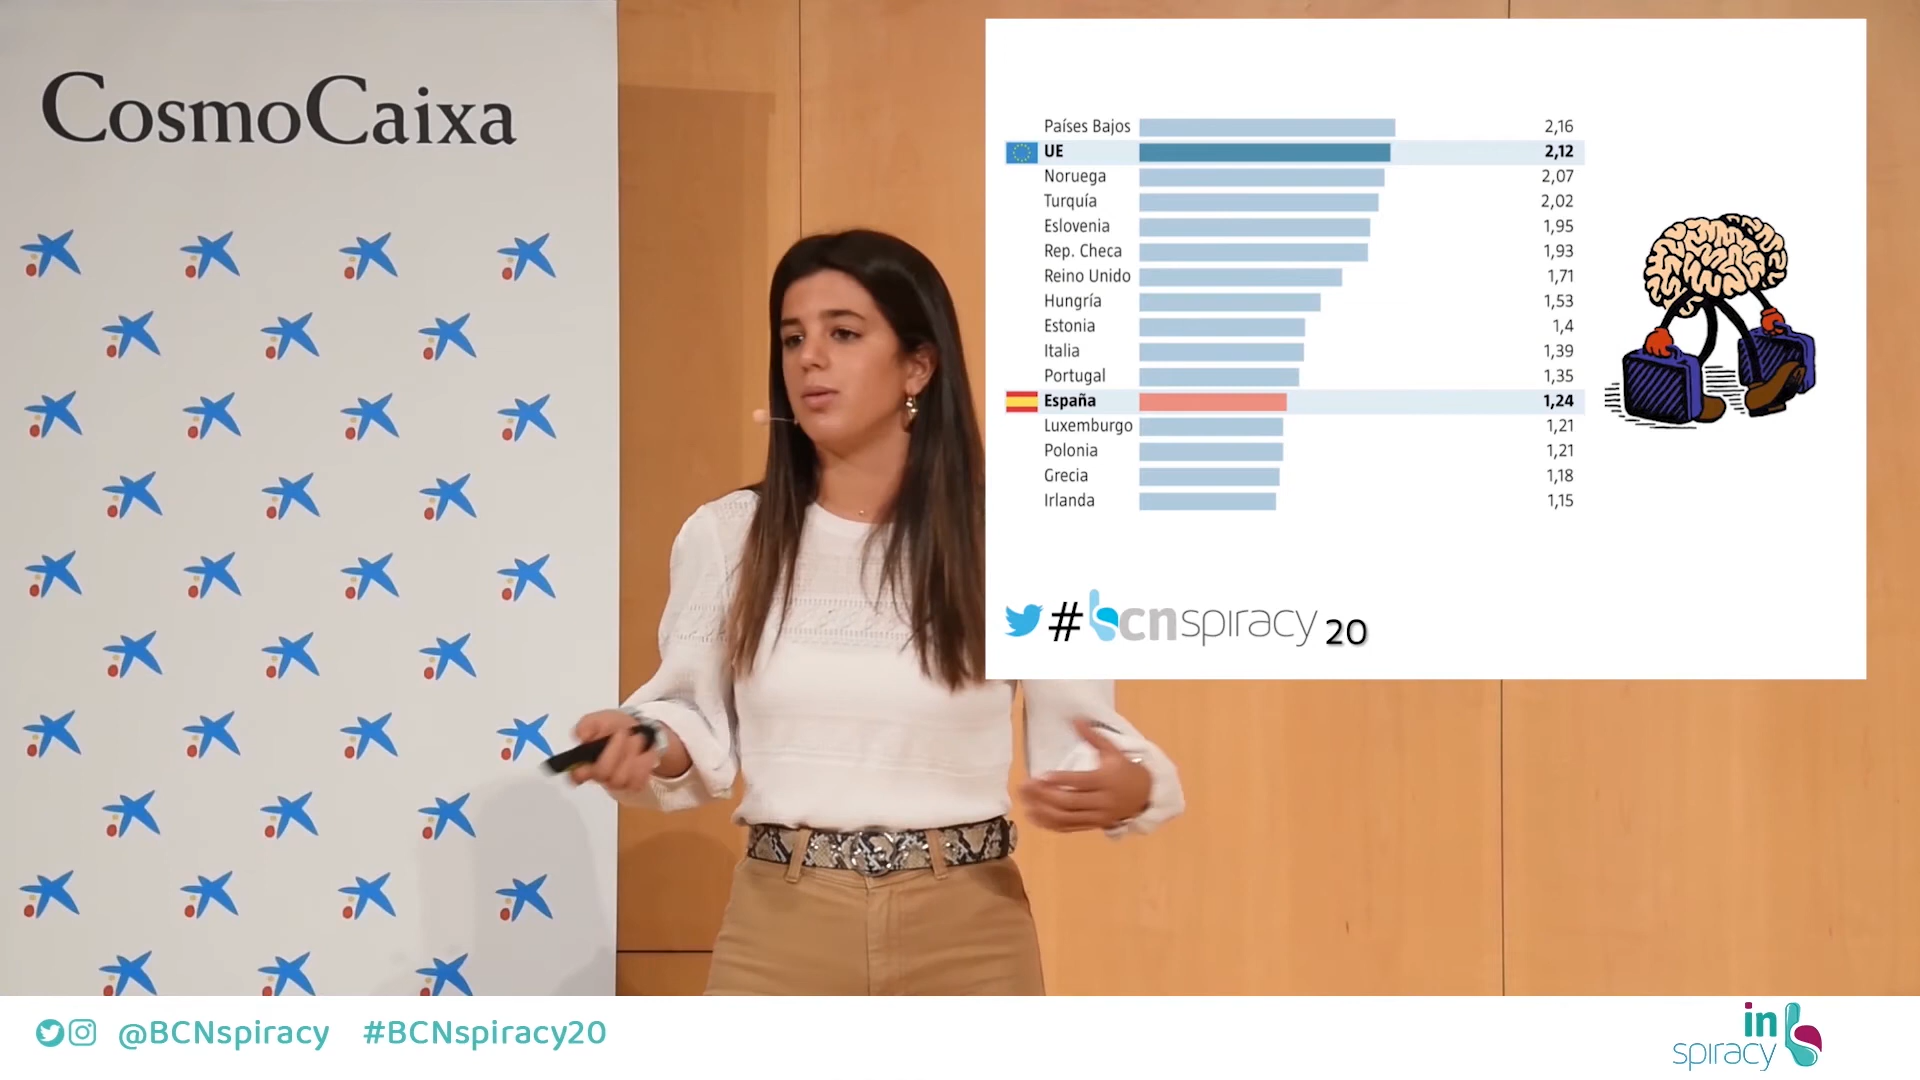 CosmoCaixa
Países Bajos 2,16
UE 2,12
Noruega 2,07
Turquía 2,02
Eslovenia 1,95
Rep. Checa 1,93
Reino Unido 1,71
Hungría 1,53
Estonia 1,4
Italia 1,39
Portugal 1,35
España 1,24
Luxemburgo 1,21
Polonia 1,21
Grecia 1,18
Irlanda 1,15
#bcnspiracy 20
@BCNspiracy #BCNspiracy20
in
spiracy